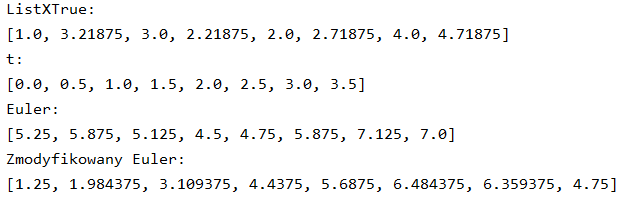 ListXTrue:
[1.0, 3.21875, 3.0, 2.21875, 2.0, 2.71875, 4.0, 4.71875]
t:
[0.0, 0.5, 1.0, 1.5, 2.0, 2.5, 3.0, 3.5]
Euler:
[5.25, 5.875, 5.125, 4.5, 4.75, 5.875, 7.125, 7.0]
Zmodyfikowany Euler:
[1.25, 1.984375, 3.109375, 4.4375, 5.6875, 6.484375, 6.359375, 4.75]